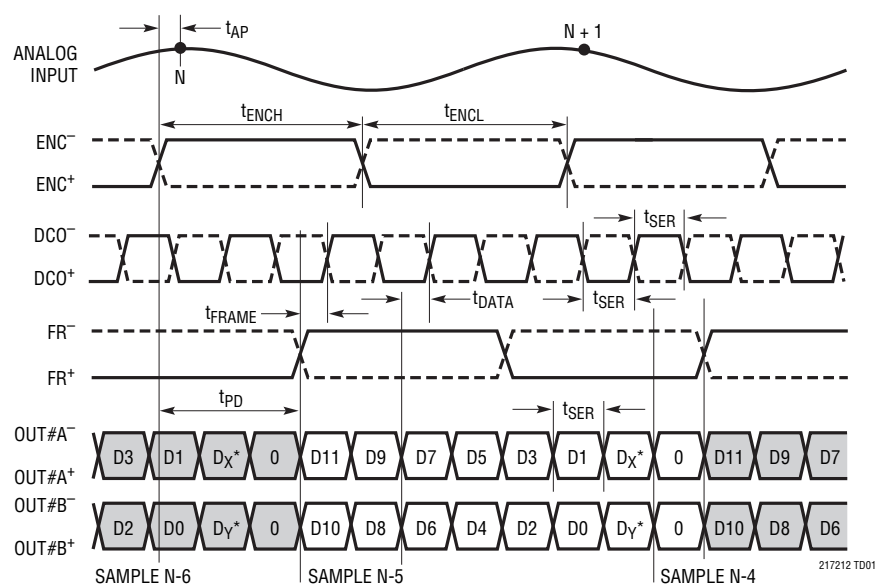 tAP
N + 1
ANALOG
INPUT
N
tENCH
tENCL
ENC–
ENC+
tSER
DCO–
DCO+
tFRAME
tDATA
tSER
FR–
FR+
tPD
tSER
OUT#A–
D3 D1 DX* 0 D11 D9 D7 D5 D3 D1 DX* 0 D11 D9 D7
OUT#A+
OUT#B–
D2 D0 DY* 0 D10 D8 D6 D4 D2 D0 DY* 0 D10 D8 D6
OUT#B+
SAMPLE N-6 SAMPLE N-5 SAMPLE N-4
217212 TD01